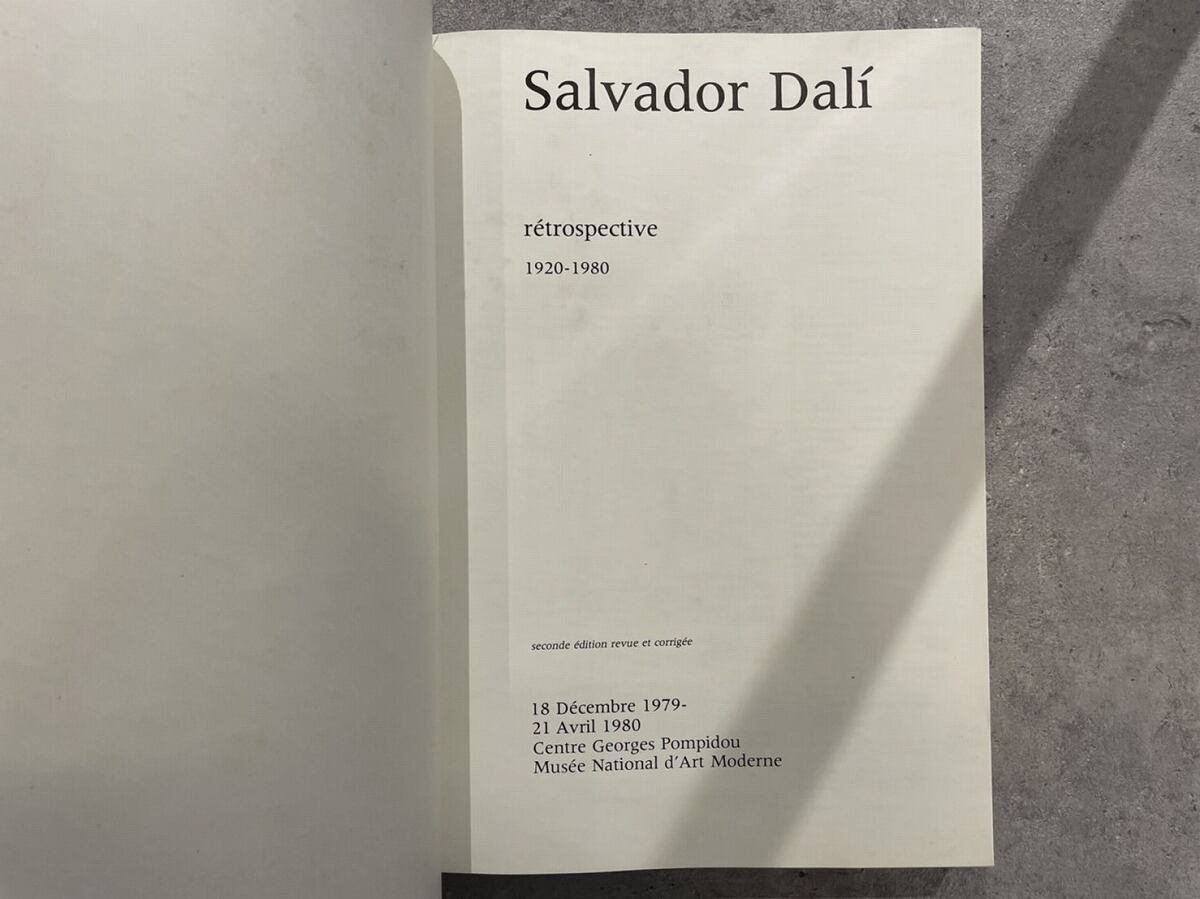 Salvador Dalí
rétrospective
1920-1980
seconde édition revue et corrigée
18 Décembre 1979-
21 Avril 1980
Centre Georges Pompidou
Musée National d'Art Moderne